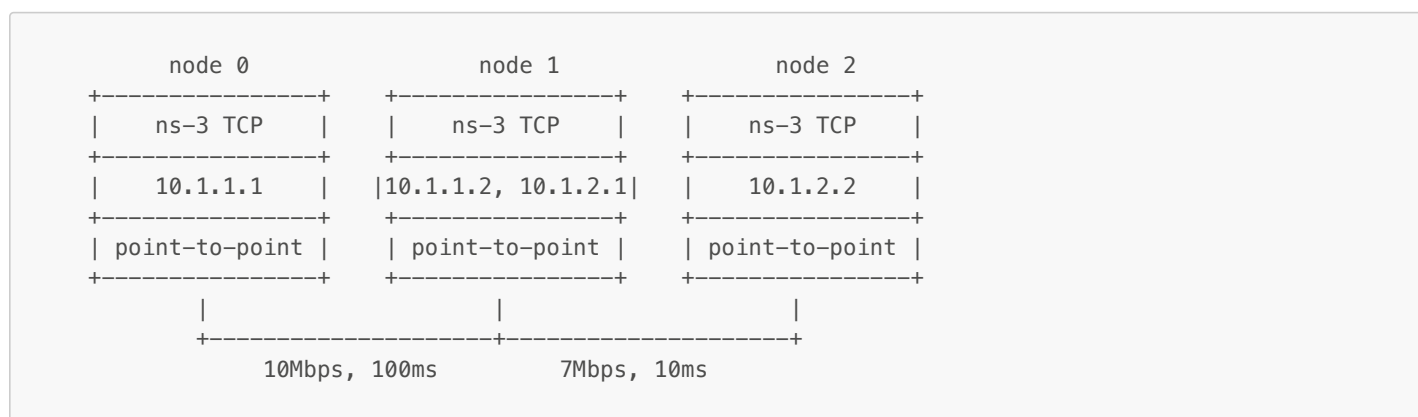 node 0 node 1 node 2
+----------------+ +----------------+ +----------------+
| ns-3 TCP | | ns-3 TCP | | ns-3 TCP |
+----------------+ +----------------+ +----------------+
| 10.1.1.1 | |10.1.1.2, 10.1.2.1| | 10.1.2.2 |
+----------------+ +----------------+ +----------------+
| point-to-point | | point-to-point | | point-to-point |
+----------------+ +----------------+ +----------------+
| | |
+---------------------+---------------------+
10Mbps, 100ms 7Mbps, 10ms